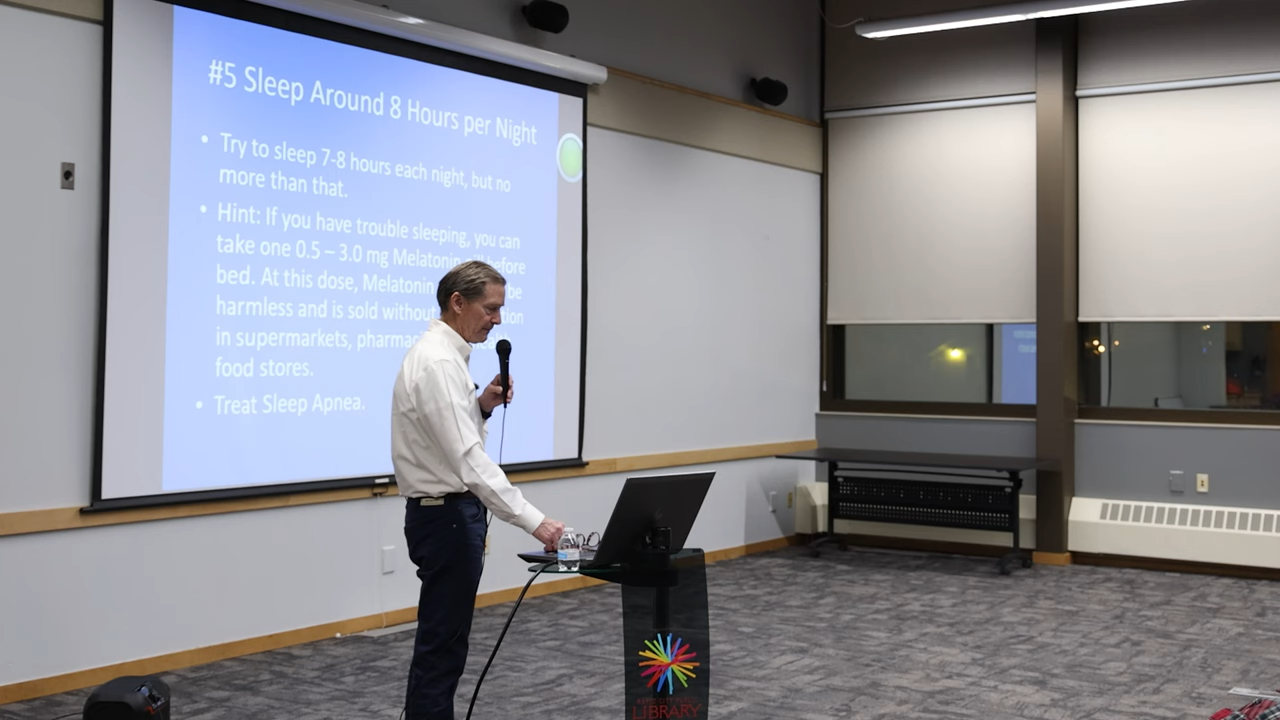 #5 Sleep Around 8 Hours per Night
• Try to sleep 7-8 hours each night, but no
more than that.
• Hint: If you have trouble sleeping, you can
take one 0.5 – 3.0 mg Melatonin before
bed. At this dose, Melatonin be
harmless and is sold without
in supermarkets,
food stores.
• Treat Sleep Apnea.
LIBRARY